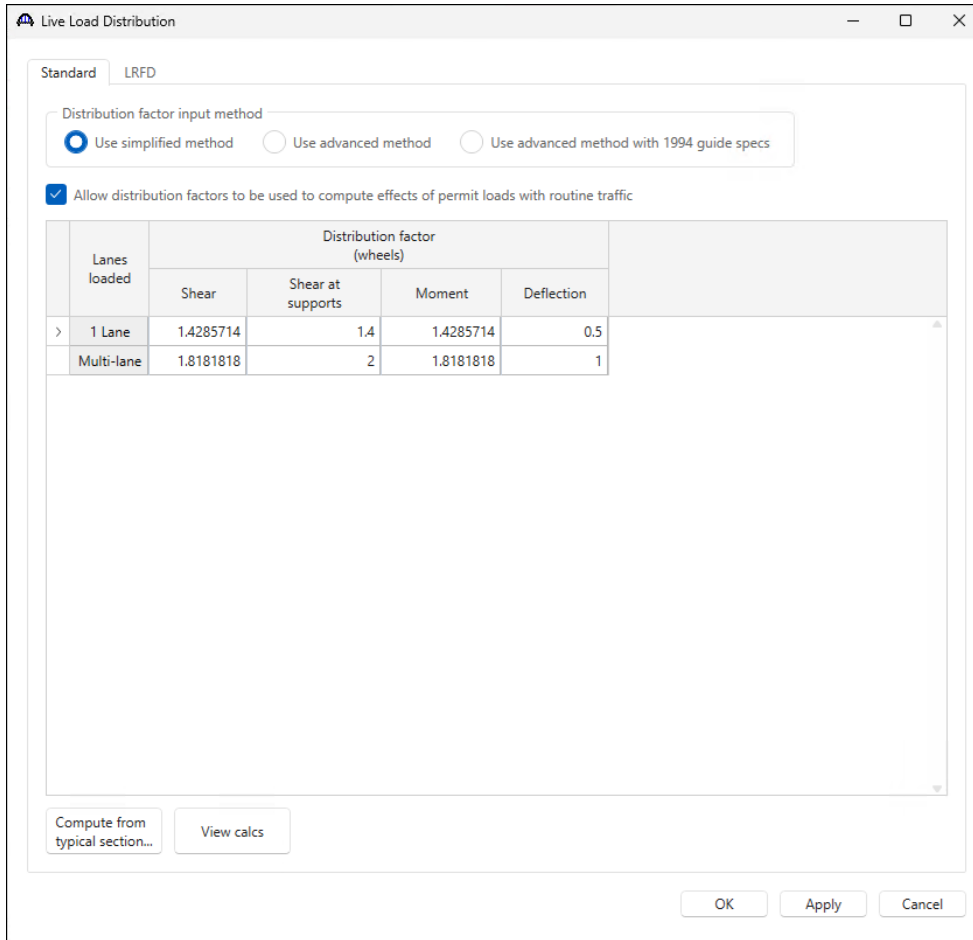 Live Load Distribution
Standard LRFD
Distribution factor input method
Use simplified method Use advanced method Use advanced method with 1994 guide specs
Allow distribution factors to be used to compute effects of permit loads with routine traffic
Lanes
loaded
Distribution factor
(wheels)
Shear
Shear at
supports
Moment
Deflection
1 Lane 1.4285714 1.4 1.4285714 0.5
Multi-lane 1.8181818 2 1.8181818 1
Compute from
typical section...
View calcs
OK Apply Cancel